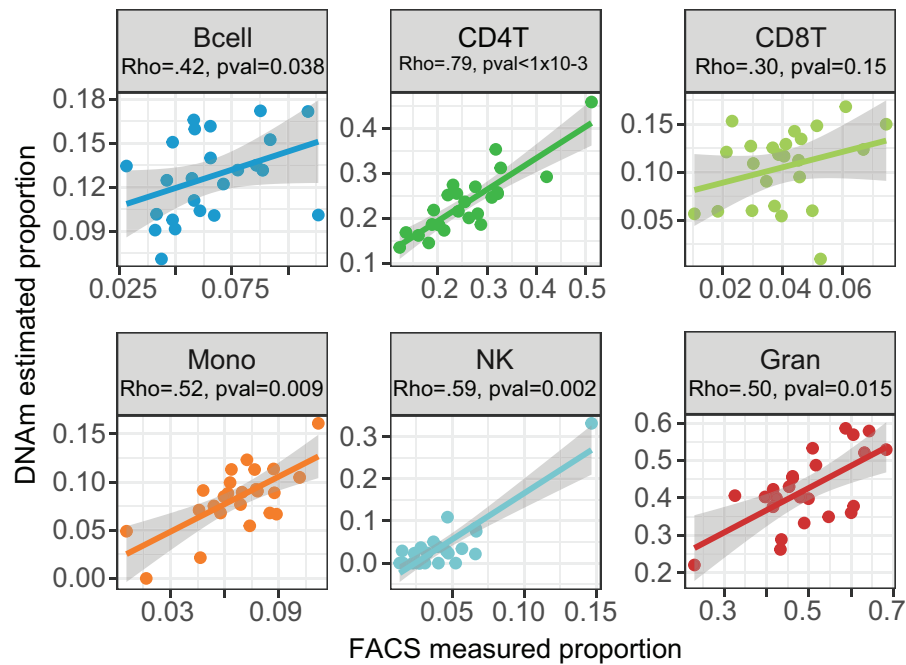 Bcell
Rho=.42, pval=0.038
CD4T
Rho=.79, pval<1x10-3
CD8T
Rho=.30, pval=0.15
0.18
0.15
0.12
0.09
0.025
0.075
0.4
0.3
0.2
0.1
0.2
0.3
0.4
0.5
0.15
0.10
0.05
0.02
0.04
0.06
Mono
Rho=.52, pval=0.009
NK
Rho=.59, pval=0.002
Gran
Rho=.50, pval=0.015
0.15
0.10
0.05
0.00
0.03
0.09
0.3
0.2
0.1
0.0
0.05
0.10
0.15
0.6
0.5
0.4
0.3
0.2
0.3
0.5
0.7
DNAm estimated proportion
FACS measured proportion